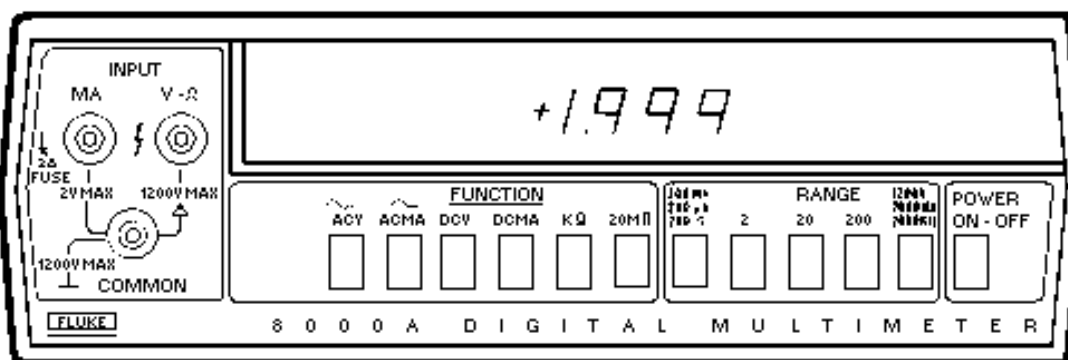 INPUT
MA V-Ω
2A
FUSE
2V MAX 1200V MAX
1200V MAX
COMMON
+1.999
FUNCTION
ACV ACMA DCV DCMA KΩ 20MΩ
RANGE
2 20 200
POWER
ON - OFF
FLUKE
8000A DIGITAL MULTIMETER